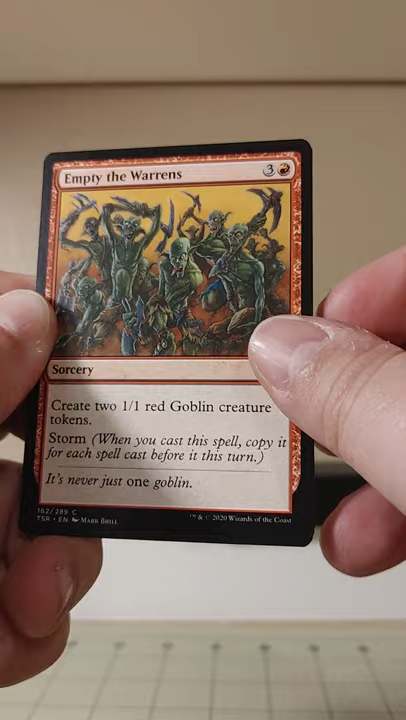 Empty the Warrens 3
Sorcery
Create two 1/1 red Goblin creature
tokens.
Storm (When you cast this spell, copy it
for each spell cast before it this turn.)
It's never just one goblin.
162/289 C
TSR • EN Mark Brill
™ & © 2020 Wizards of the Coast